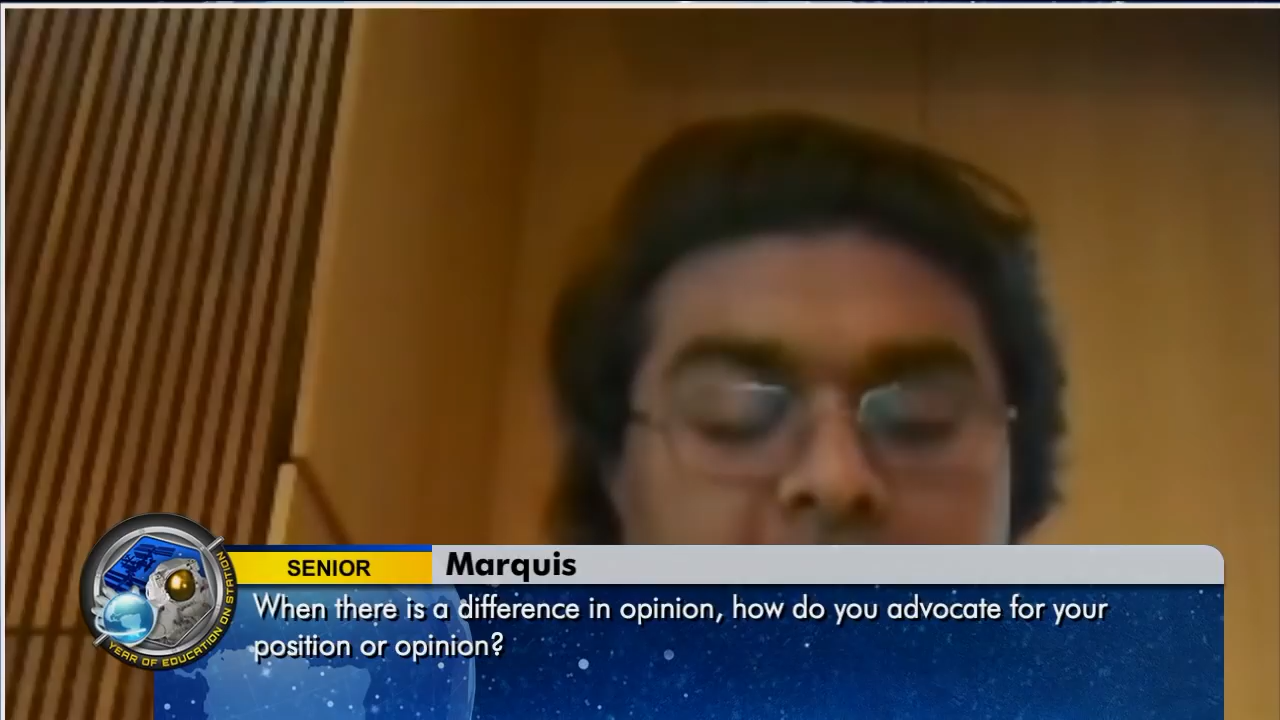 SENIOR
Marquis
When there is a difference in opinion, how do you advocate for your
position or opinion?
YEAR OF EDUCATION ON STATION